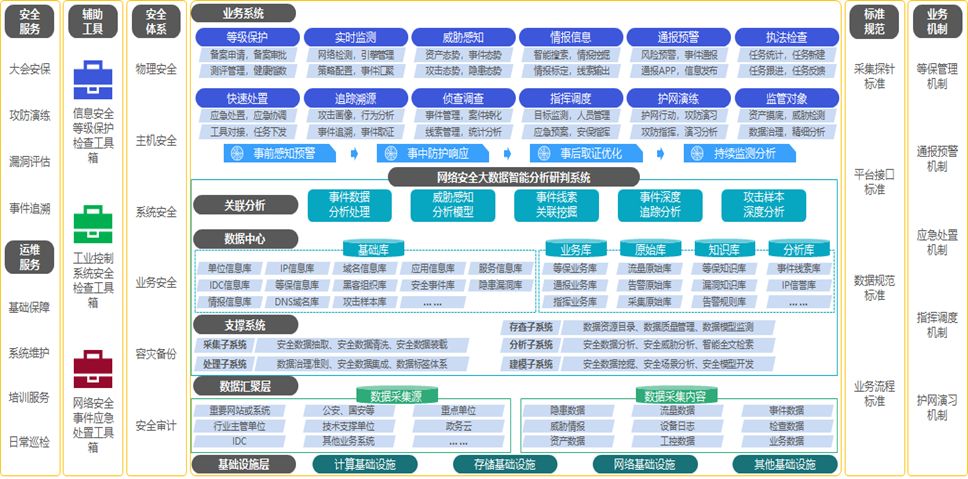 安全
服务
大会安保
攻防演练
漏洞评估
事件追溯
运维
服务
基础保障
系统维护
培训服务
日常巡检
辅助
工具
信息安全
等级保护
检查工具
箱
工业控制
系统安全
检查工具
箱
网络安全
事件应急
处置工具
箱
安全
体系
物理安全
主机安全
系统安全
业务安全
容灾备份
安全审计
业务系统
等级保护
备案申请,备案审批
测评管理,健康指数
实时监测
网络检测,引擎管理
策略配置,事件汇聚
威胁感知
资产态势,事件态势
攻击态势,隐患态势
情报信息
智能搜索,情报挖掘
情报标定,线索输出
通报预警
风险预警,事件通报
通报APP,信息发布
执法检查
任务统计,任务新建
任务跟进,任务反馈
快速处置
应急处置,应急协调
工具对接,任务下发
追踪溯源
攻击画像,行为分析
事件追溯,事件取证
侦查调查
事件管理,案件转化
线索管理,统计分析
指挥调度
目标监测,人员管理
应急预案,安保指挥
护网演练
护网行动,攻防演习
攻防指挥,演习分析
监管对象
资产摸底,威胁检测
数据治理,精细分析
事前感知预警
事中防护响应
事后取证优化
持续监测分析
网络安全大数据智能分析研判系统
关联分析
事件数据
分析处理
威胁感知
分析模型
事件线索
关联挖掘
事件深度
追踪分析
攻击样本
深度分析
数据中心
基础库
单位信息库 IP信息库 域名信息库 应用信息库 服务信息库
IDC信息库 等保信息库 黑客组织库 安全事件库 隐患漏洞库
情报信息库 DNS域名库 攻击样本库 … …
业务库 原始库 知识库 分析库
等保业务库 流量原始库 等保知识库 事件线索库
通报业务库 告警原始库 漏洞知识库 IP信誉库
指挥业务库 采集原始库 告警规则库 … …
支撑系统
存查子系统 数据资源目录、数据质量管理、数据模型监测
采集子系统 安全数据抽取、安全数据清洗、安全数据装载
分析子系统 安全数据分析、安全威胁分析、智能全文检索
处理子系统 数据治理准则、安全数据集成、数据标签体系
建模子系统 安全数据挖掘、安全场景分析、安全模型开发
数据汇聚层
数据采集源
重要网站或系统 公安、国安等 重点单位
行业主管单位 技术支撑单位 政务云
IDC 其他业务系统 … …
数据采集内容
隐患数据 流量数据 事件数据
威胁情报 设备日志 检查数据
资产数据 工控数据 业务数据
基础设施层
计算基础设施
存储基础设施
网络基础设施
其他基础设施
标准
规范
采集探针
标准
平台接口
标准
数据规范
标准
业务流程
标准
业务
机制
等保管理
机制
通报预警
机制
应急处置
机制
指挥调度
机制
护网演习
机制